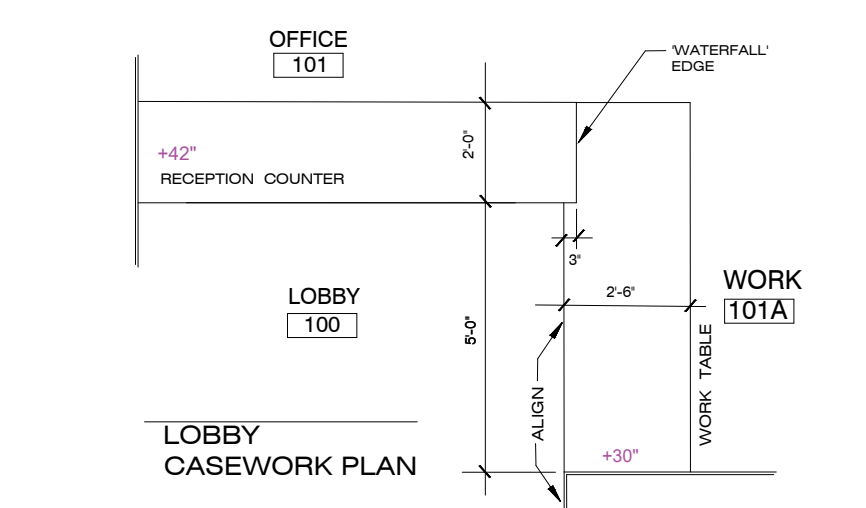 OFFICE
101
'WATERFALL'
EDGE
+42"
RECEPTION COUNTER
2'-0"
3"
2'-6"
WORK
101A
LOBBY
100
5'-0"
ALIGN
WORK TABLE
+30"
LOBBY
CASEWORK PLAN